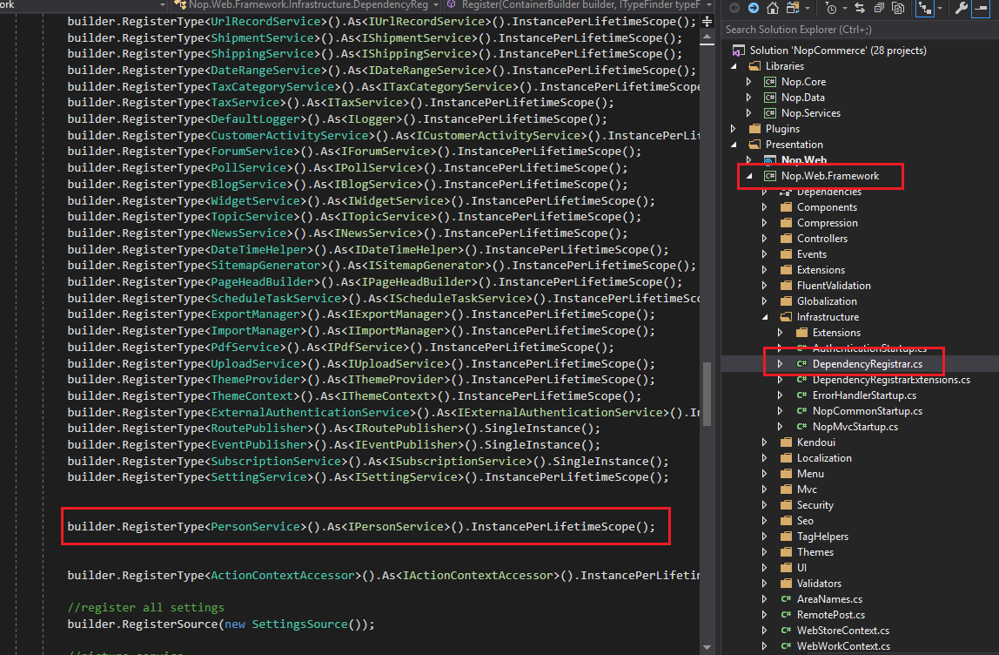 ork
Nop.Web.Framework.Infrastructure.DependencyReg
Register(ContainerBuilder builder, ITypeFinder typeF
builder.RegisterType<UrlRecordService>().As<IUrlRecordService>().InstancePerLifetimeScope();
builder.RegisterType<ShipmentService>().As<IShipmentService>().InstancePerLifetimeScope();
builder.RegisterType<ShippingService>().As<IShippingService>().InstancePerLifetimeScope();
builder.RegisterType<DateRangeService>().As<IDateRangeService>().InstancePerLifetimeScope();
builder.RegisterType<TaxCategoryService>().As<ITaxCategoryService>().InstancePerLifetimeScope
builder.RegisterType<TaxService>().As<ITaxService>().InstancePerLifetimeScope();
builder.RegisterType<DefaultLogger>().As<ILogger>().InstancePerLifetimeScope();
builder.RegisterType<CustomerActivityService>().As<ICustomerActivityService>().InstancePerLif
builder.RegisterType<ForumService>().As<IForumService>().InstancePerLifetimeScope();
builder.RegisterType<PollService>().As<IPollService>().InstancePerLifetimeScope();
builder.RegisterType<BlogService>().As<IBlogService>().InstancePerLifetimeScope();
builder.RegisterType<WidgetService>().As<IWidgetService>().InstancePerLifetimeScope();
builder.RegisterType<TopicService>().As<ITopicService>().InstancePerLifetimeScope();
builder.RegisterType<NewsService>().As<INewsService>().InstancePerLifetimeScope();
builder.RegisterType<DateTimeHelper>().As<IDateTimeHelper>().InstancePerLifetimeScope();
builder.RegisterType<SitemapGenerator>().As<ISitemapGenerator>().InstancePerLifetimeScope();
builder.RegisterType<PageHeadBuilder>().As<IPageHeadBuilder>().InstancePerLifetimeScope();
builder.RegisterType<ScheduleTaskService>().As<IScheduleTaskService>().InstancePerLifetimeSco
builder.RegisterType<ExportManager>().As<IExportManager>().InstancePerLifetimeScope();
builder.RegisterType<ImportManager>().As<IImportManager>().InstancePerLifetimeScope();
builder.RegisterType<PdfService>().As<IPdfService>().InstancePerLifetimeScope();
builder.RegisterType<UploadService>().As<IUploadService>().InstancePerLifetimeScope();
builder.RegisterType<ThemeProvider>().As<IThemeProvider>().InstancePerLifetimeScope();
builder.RegisterType<ThemeContext>().As<IThemeContext>().InstancePerLifetimeScope();
builder.RegisterType<ExternalAuthenticationService>().As<IExternalAuthenticationService>().In
builder.RegisterType<RoutePublisher>().As<IRoutePublisher>().SingleInstance();
builder.RegisterType<EventPublisher>().As<IEventPublisher>().SingleInstance();
builder.RegisterType<SubscriptionService>().As<ISubscriptionService>().SingleInstance();
builder.RegisterType<SettingService>().As<ISettingService>().InstancePerLifetimeScope();
builder.RegisterType<PersonService>().As<IPersonService>().InstancePerLifetimeScope();
builder.RegisterType<ActionContextAccessor>().As<IActionContextAccessor>().InstancePerLifetim
//register all settings
builder.RegisterSource(new SettingsSource());
//picture service
Search Solution Explorer (Ctrl+;)
Solution 'NopCommerce' (28 projects)
Libraries
C# Nop.Core
C# Nop.Data
C# Nop.Services
Plugins
Presentation
Nop.Web
C# Nop.Web.Framework
Dependencies
Components
Compression
Controllers
Events
Extensions
FluentValidation
Globalization
Infrastructure
Extensions
C# AuthenticationStartup.cs
C# DependencyRegistrar.cs
C# DependencyRegistrarExtensions.cs
C# ErrorHandlerStartup.cs
C# NopCommonStartup.cs
C# NopMvcStartup.cs
Kendoui
Localization
Menu
Mvc
Security
Seo
TagHelpers
Themes
UI
Validators
C# AreaNames.cs
C# RemotePost.cs
C# WebStoreContext.cs
C# WebWorkContext.cs